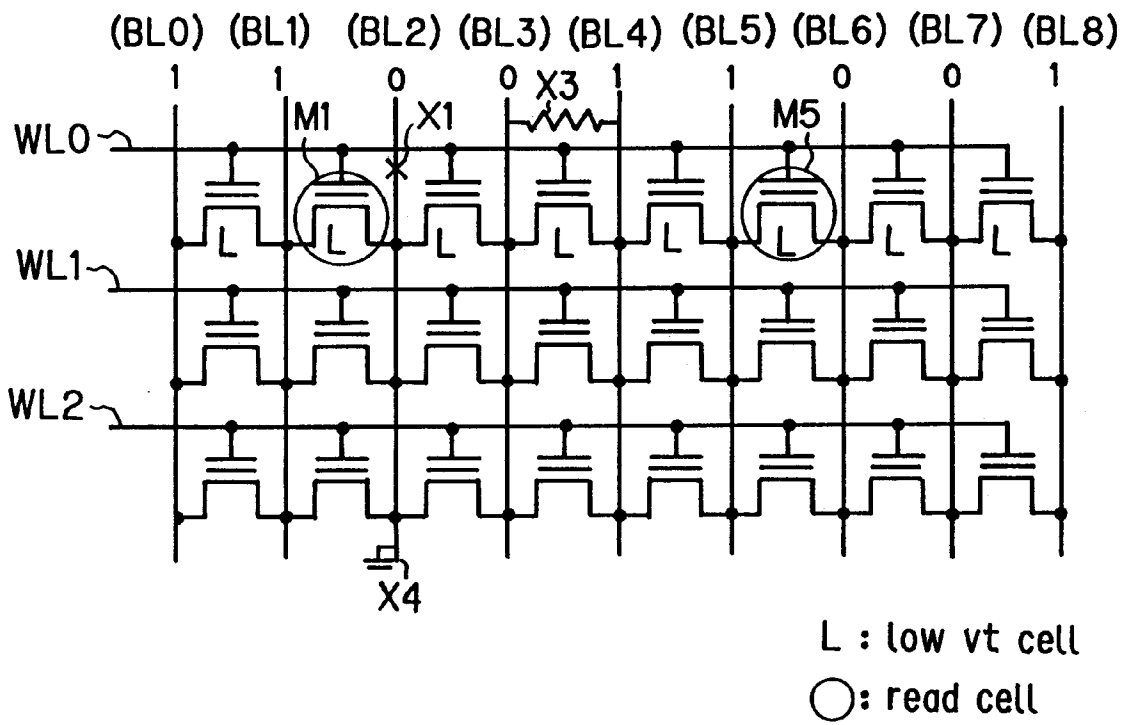 (BL0) (BL1) (BL2) (BL3) (BL4) (BL5) (BL6) (BL7) (BL8)
1 1 0 0 1 1 0 0 1
X3
M1 X1 M5
WL0
L L L L L L L
WL1
WL2
X4
L : low vt cell
: read cell